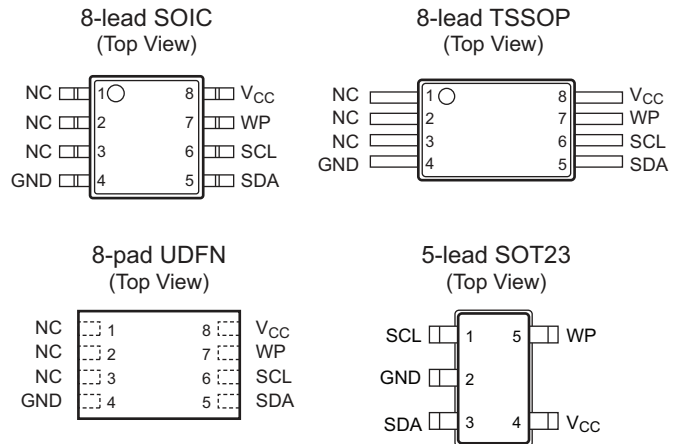 8-lead SOIC
(Top View)
NC 1 8 VCC
NC 2 7 WP
NC 3 6 SCL
GND 4 5 SDA
8-lead TSSOP
(Top View)
NC 1 8 VCC
NC 2 7 WP
NC 3 6 SCL
GND 4 5 SDA
8-pad UDFN
(Top View)
NC 1 8 VCC
NC 2 7 WP
NC 3 6 SCL
GND 4 5 SDA
5-lead SOT23
(Top View)
SCL 1 5 WP
GND 2
SDA 3 4 VCC